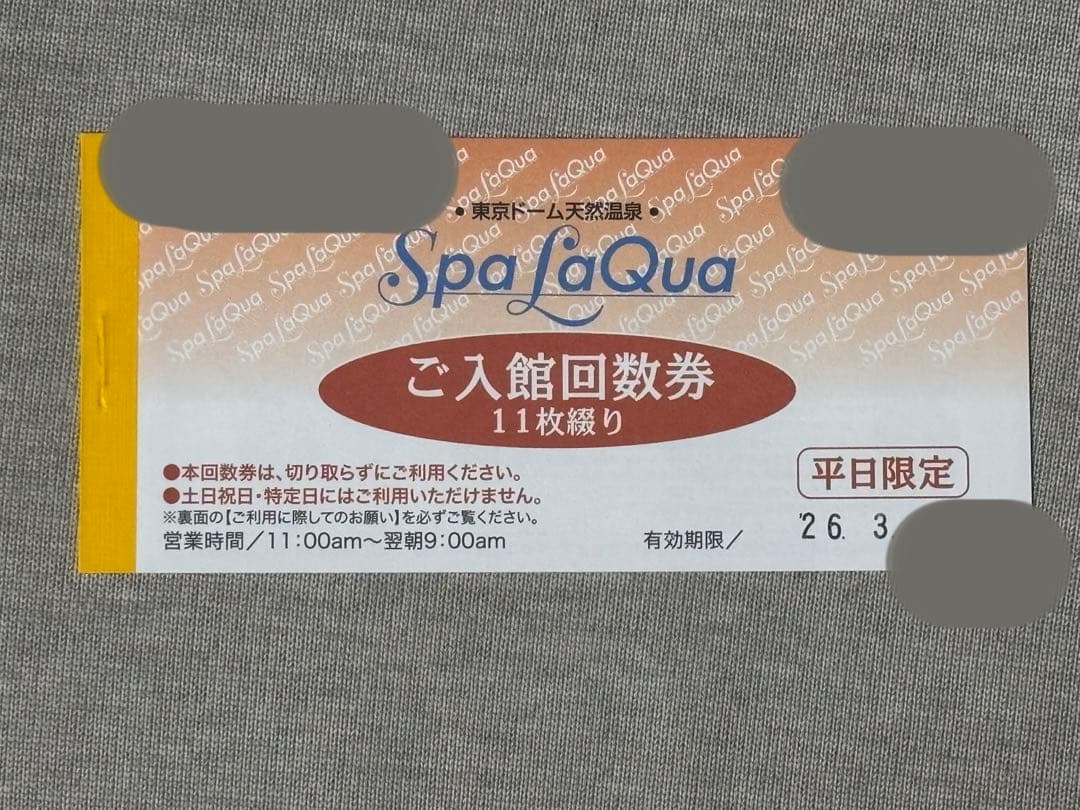 • 東京ドーム天然温泉 •
Spa LaQua
ご入館回数券
11枚綴り
●本回数券は、切り取らずにご利用ください。
●土日祝日・特定日にはご利用いただけません。
※裏面の【ご利用に際してのお願い】を必ずご覧ください。
営業時間／11:00am〜翌朝9:00am
平日限定
有効期限／ '26. 3.